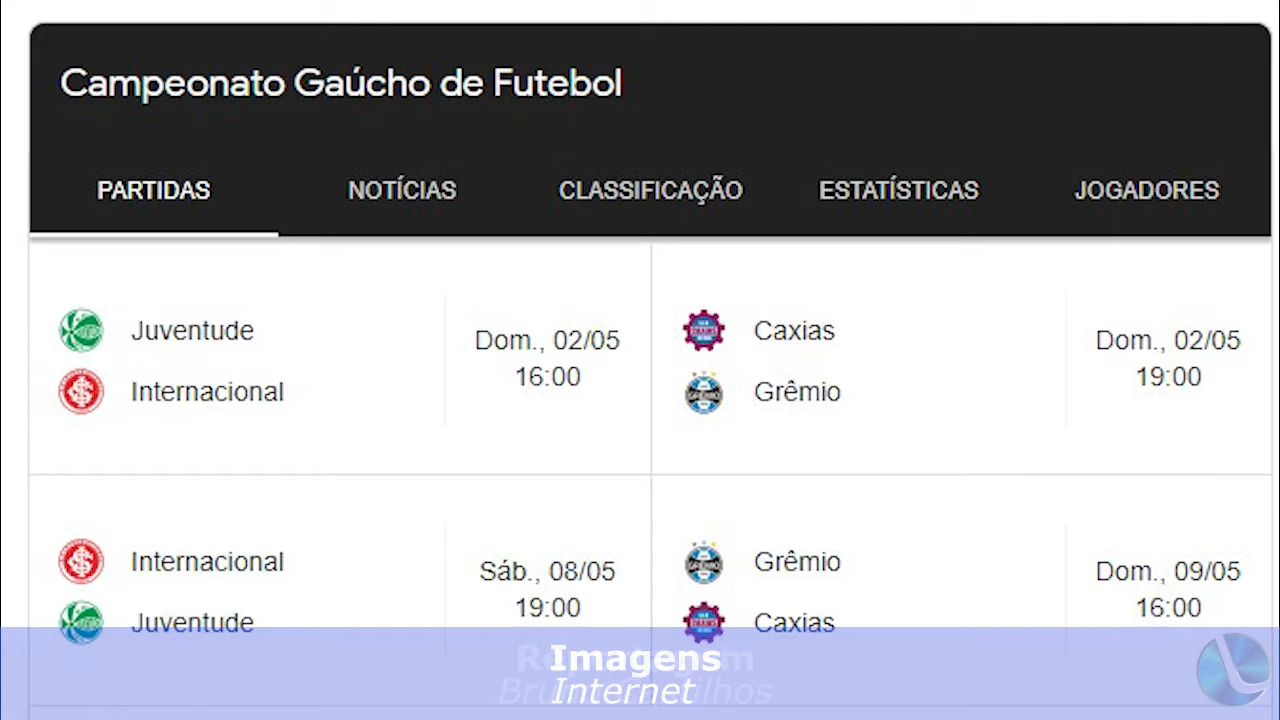 Campeonato Gaúcho de Futebol
PARTIDAS NOTÍCIAS CLASSIFICAÇÃO ESTATÍSTICAS JOGADORES
Juventude
Internacional
Dom., 02/05
16:00
Caxias
Grêmio
Dom., 02/05
19:00
Internacional
Juventude
Sáb., 08/05
19:00
Grêmio
Caxias
Dom., 09/05
16:00
Imagens
Internet